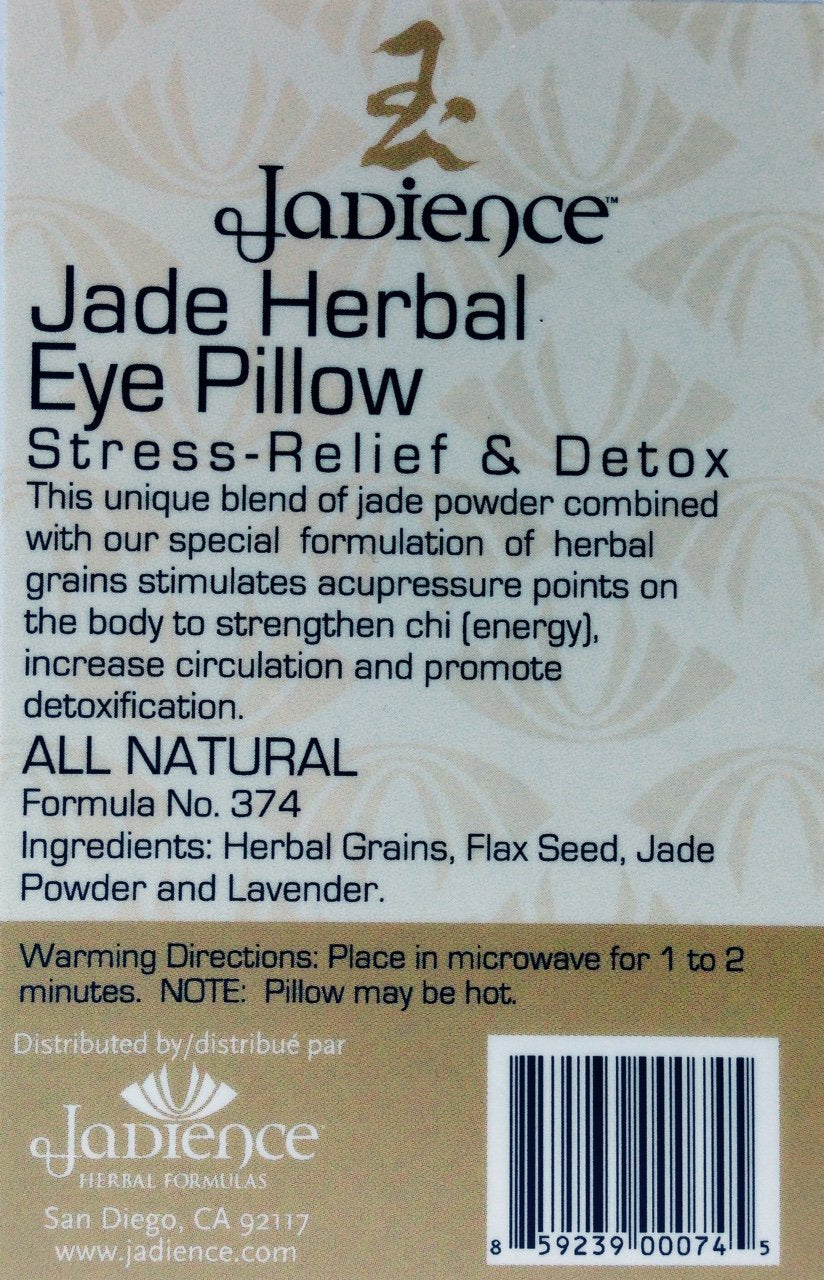 玉
Jadience™
Jade Herbal
Eye Pillow
Stress-Relief & Detox
This unique blend of jade powder combined
with our special formulation of herbal
grains stimulates acupressure points on
the body to strengthen chi (energy),
increase circulation and promote
detoxification.
ALL NATURAL
Formula No. 374
Ingredients: Herbal Grains, Flax Seed, Jade
Powder and Lavender.
Warming Directions: Place in microwave for 1 to 2
minutes. NOTE: Pillow may be hot.
Distributed by/distribué par
Jadience
HERBAL FORMULAS
San Diego, CA 92117
www.jadience.com
8 59239 00074 5